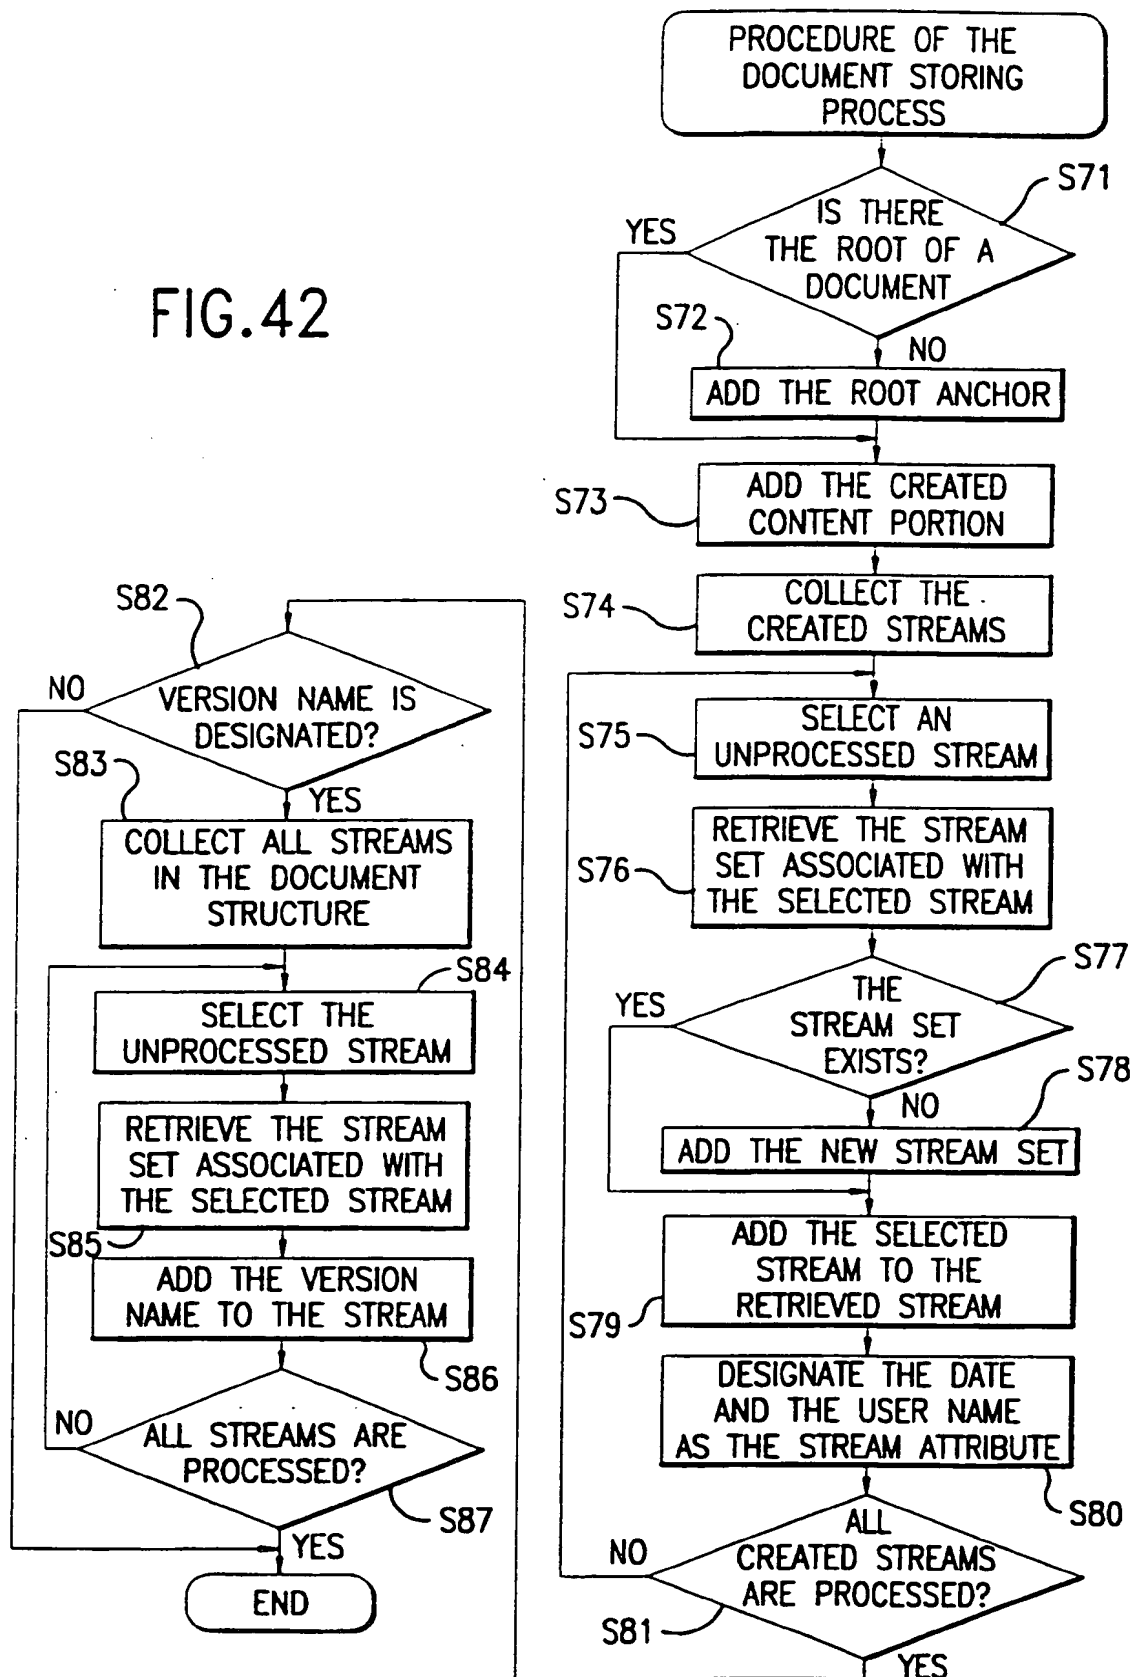 FIG.42
PROCEDURE OF THE
DOCUMENT STORING
PROCESS
S71
IS THERE
THE ROOT OF A
DOCUMENT
YES
NO
S72
ADD THE ROOT ANCHOR
S73
ADD THE CREATED
CONTENT PORTION
S74
COLLECT THE
CREATED STREAMS
S75
SELECT AN
UNPROCESSED STREAM
S76
RETRIEVE THE STREAM
SET ASSOCIATED WITH
THE SELECTED STREAM
S77
THE
STREAM SET
EXISTS?
YES
NO
S78
ADD THE NEW STREAM SET
ADD THE SELECTED
STREAM TO THE
RETRIEVED STREAM
S79
DESIGNATE THE DATE
AND THE USER NAME
AS THE STREAM ATTRIBUTE
S80
ALL
CREATED STREAMS
ARE PROCESSED?
NO
S81
YES
S82
VERSION NAME IS
DESIGNATED?
NO
YES
S83
COLLECT ALL STREAMS
IN THE DOCUMENT
STRUCTURE
S84
SELECT THE
UNPROCESSED STREAM
RETRIEVE THE STREAM
SET ASSOCIATED WITH
THE SELECTED STREAM
S85
ADD THE VERSION
NAME TO THE STREAM
S86
ALL STREAMS ARE
PROCESSED?
NO
S87
YES
END